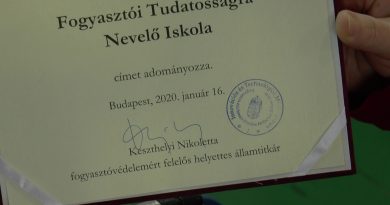 Fogyasztói Tudatosságra
Nevelő Iskola
címet adományozza.
Budapest, 2020. január 16.
Keszthelyi Nikoletta
fogyasztóvédelemért felelős helyettes államtitkár